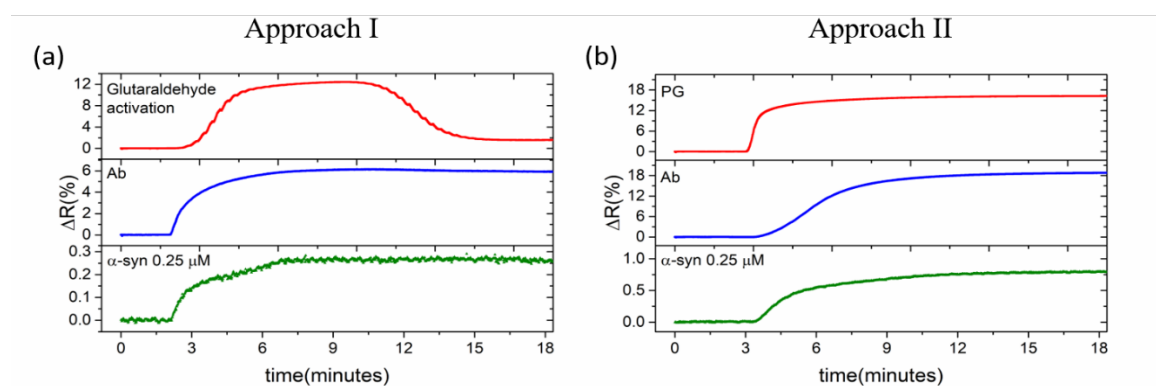 Approach I
(a)
Glutaraldehyde
activation
12
8
4
0
Ab
6
4
2
0
α-syn 0.25 μM
0.3
0.2
0.1
0.0
ΔR(%)
0 3 6 9 12 15 18
time(minutes)
Approach II
(b)
PG
18
12
6
0
Ab
18
12
6
0
α-syn 0.25 μM
1.0
0.5
0.0
ΔR(%)
0 3 6 9 12 15 18
time(minutes)